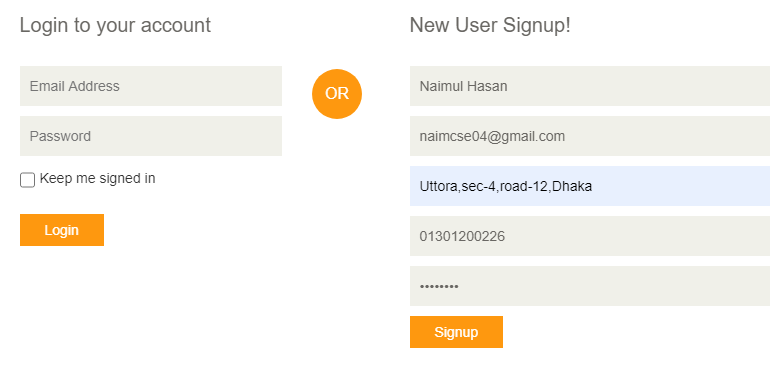 Login to your account
Email Address
Password
Keep me signed in
Login
OR
New User Signup!
Naimul Hasan
naimcse04@gmail.com
Uttora,sec-4,road-12,Dhaka
01301200226
••••••••
Signup